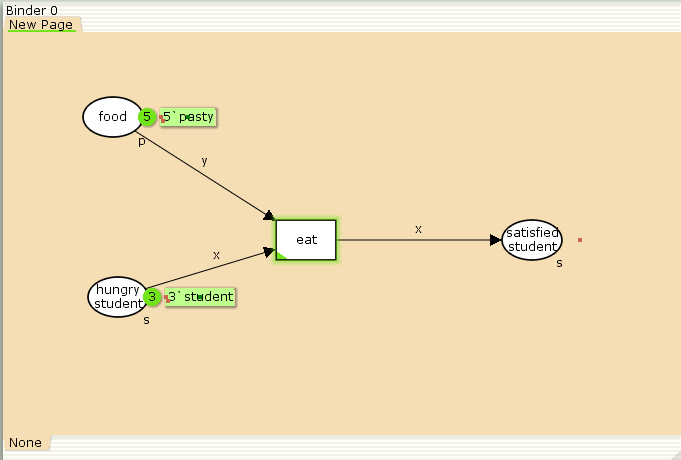 Binder 0
New Page
food
5
5`pasty
p
y
eat
x
satisfied
student
s
x
hungry
student
3
3`student
s
None